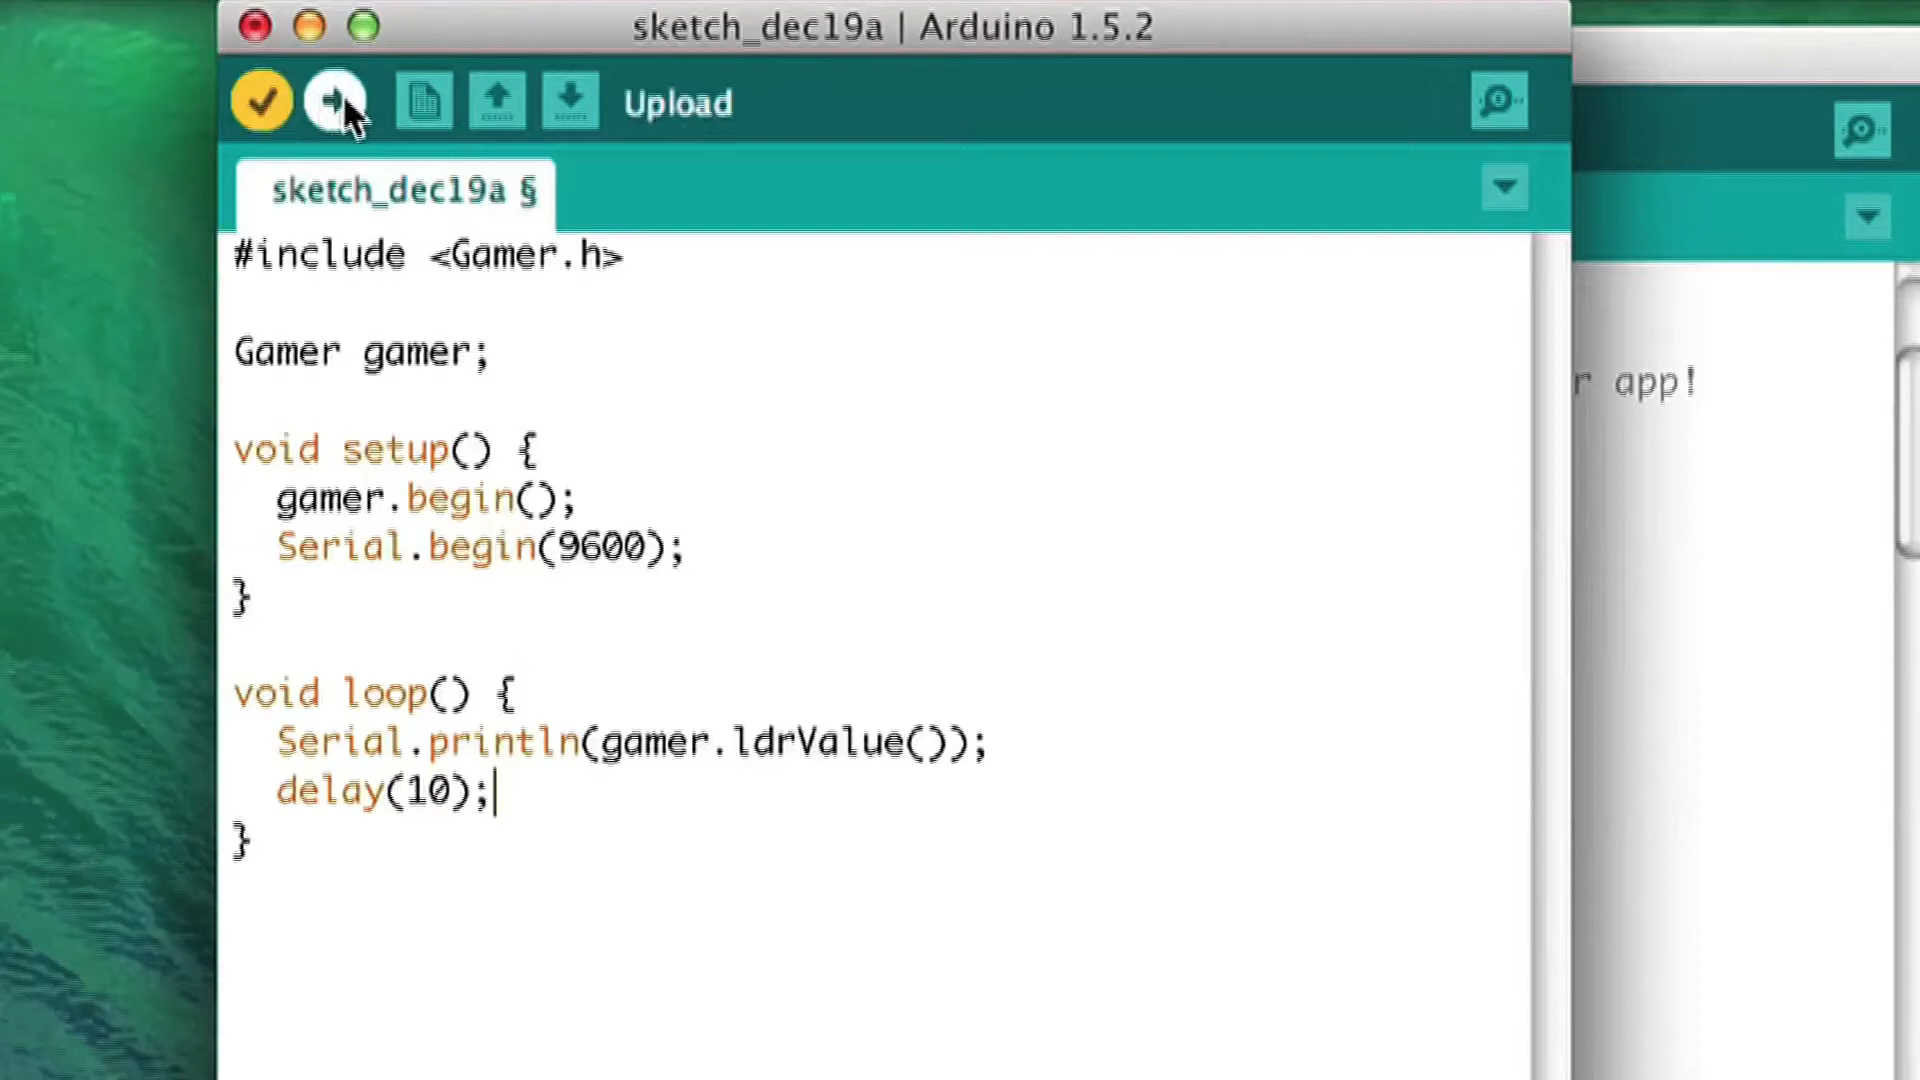 sketch_dec19a | Arduino 1.5.2
Upload
sketch_dec19a §
#include <Gamer.h>
Gamer gamer;
void setup() {
gamer.begin();
Serial.begin(9600);
}
void loop() {
Serial.println(gamer.ldrValue());
delay(10);
}
r app!